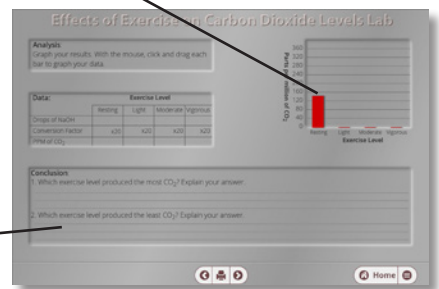 Effects of Exercise on Carbon Dioxide Levels Lab
Analysis
Graph your results. With the mouse, click and drag each
bar to graph your data.
Data:
Exercise Level
Resting Light Moderate Vigorous
Drops of NaOH
Conversion Factor x20 x20 x20 x20
PPM of CO₂
Parts per million of CO₂
360
320
280
240
200
160
120
80
40
0
Resting Light Moderate Vigorous
Exercise Level
Conclusion
1. Which exercise level produced the most CO₂? Explain your answer.
2. Which exercise level produced the least CO₂? Explain your answer.
Home